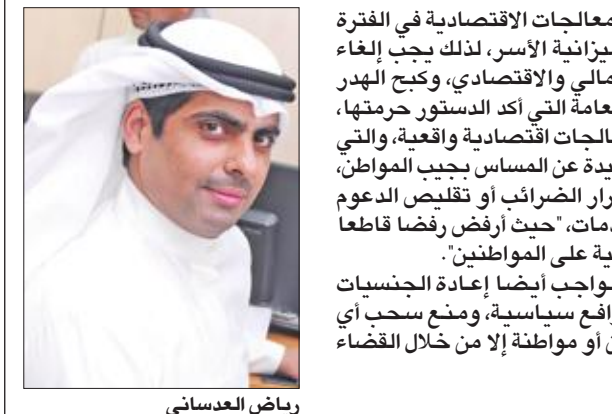 معالجات الاقتصادية في الفترة
يزانية الأسر، لذلك يجب إلغاء
مالي والاقتصادي، وكبح الهدر
عامة التي أكد الدستور حرمتها،
الجات اقتصادية واقعية، والتي
يدة عن المساس بجيب المواطن،
رار الضرائب أو تقليص الدعوم
دمات، "حيث أرفض رفضا قاطعا
ية على المواطنين".
واجب أيضا إعادة الجنسيات
وافع سياسية، ومنع سحب أي
ن أو مواطنة إلا من خلال القضاء
رياض العدساني